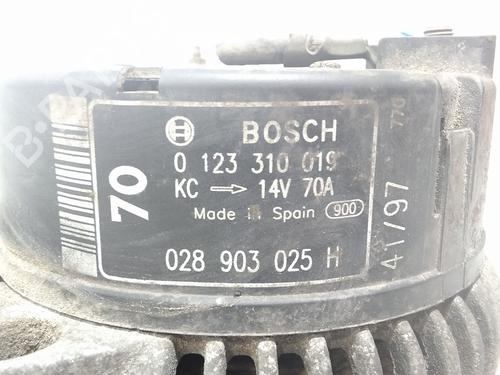 BOSCH
0 123 310 019
KC → 14V 70A
Made in Spain 900
028 903 025 H
70
41/97